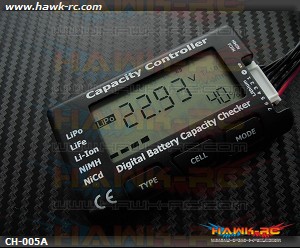 www.hawk-rc.com
Capacity Controller
LiPo
LiFe
Li-Ion
NiMH
NiCd
LiPo
22.93 V
40%
Digital Battery Capacity Checker
CE
TYPE
CELL
MODE
CH-005A
HAWK-RC